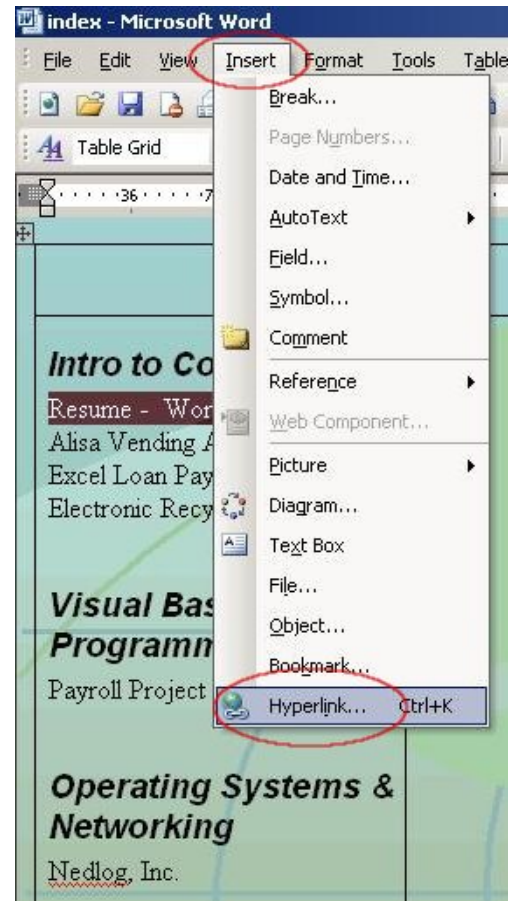 index - Microsoft Word
File Edit View Insert Format Tools Table
Table Grid
36
Break...
Page Numbers...
Date and Time...
AutoText
Field...
Symbol...
Comment
Reference
Web Component...
Picture
Diagram...
Text Box
File...
Object...
Bookmark...
Hyperlink... Ctrl+K
Intro to Co
Resume - Wor
Alisa Vending A
Excel Loan Pay
Electronic Recy
Visual Bas
Programm
Payroll Project
Operating Systems &
Networking
Nedlog, Inc.